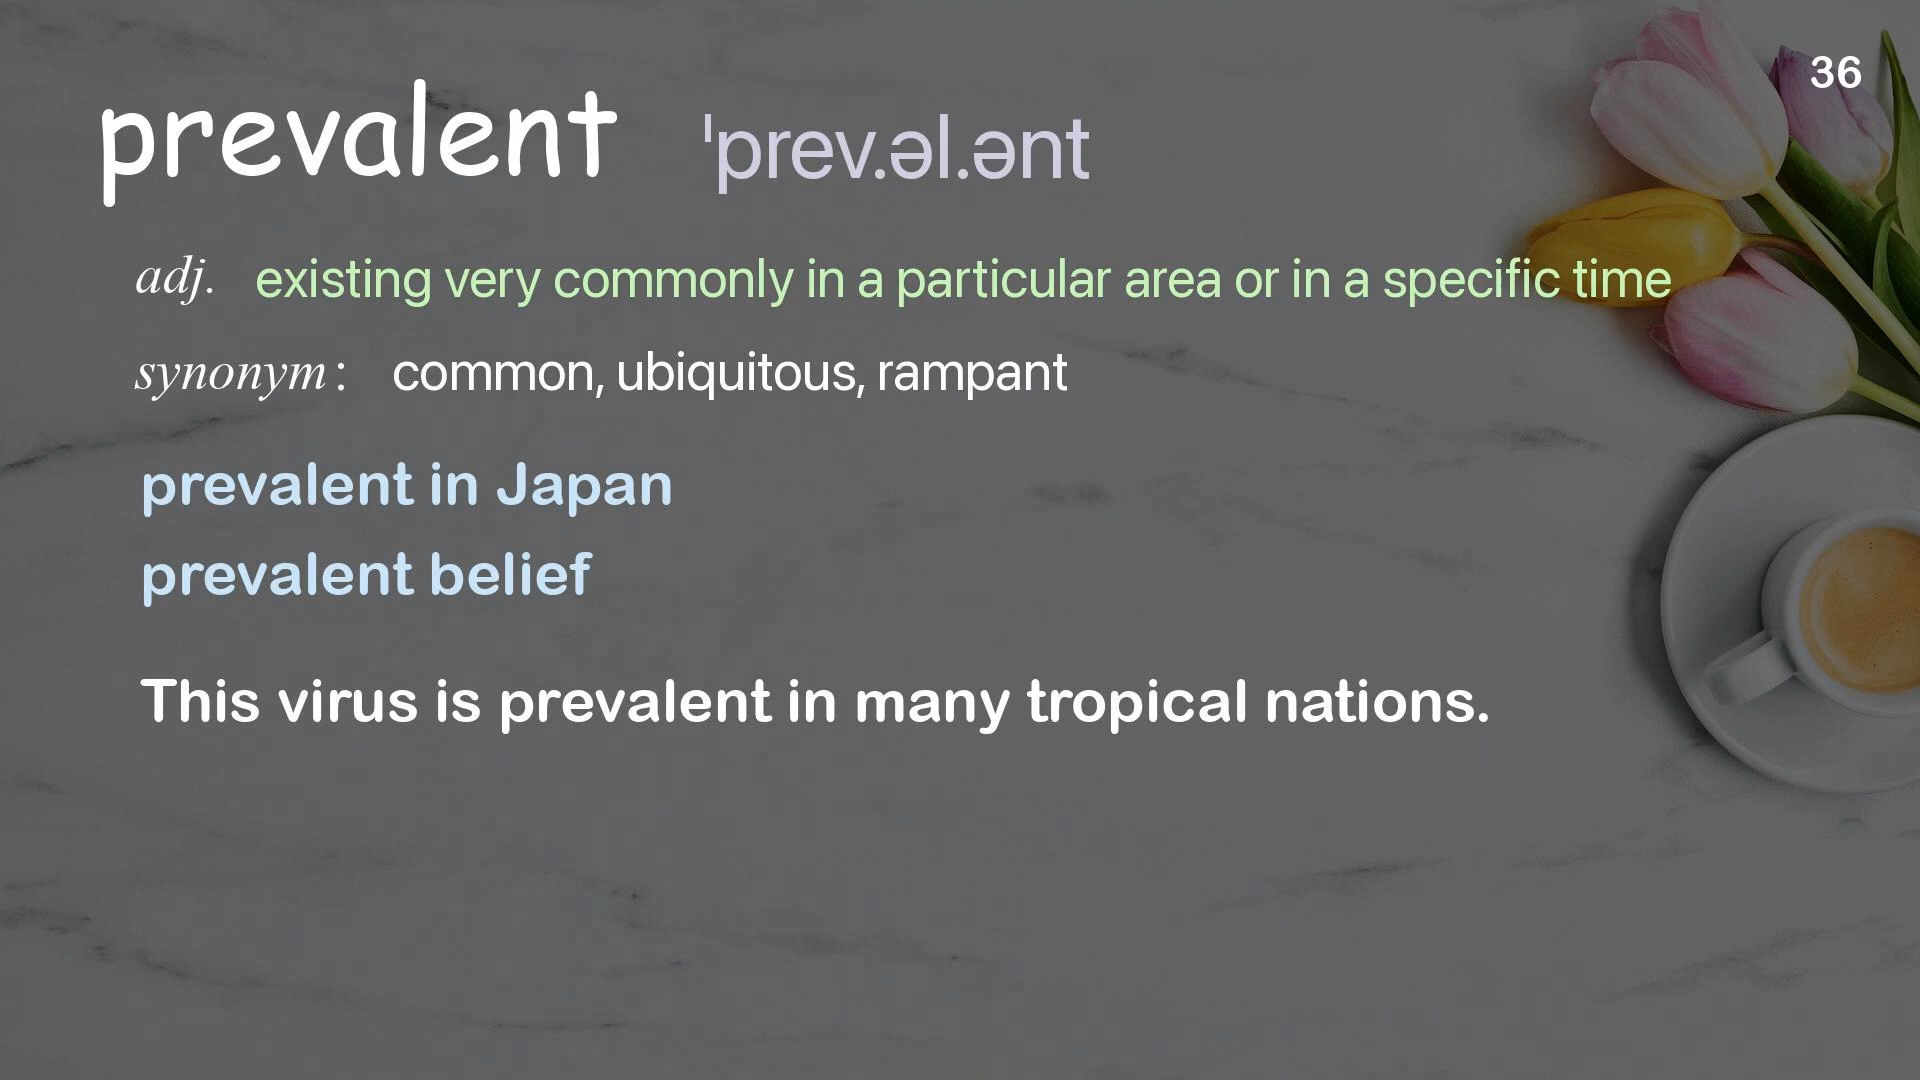 36
prevalent ˈprev.əl.ənt
adj. existing very commonly in a particular area or in a specific time
synonym : common, ubiquitous, rampant
prevalent in Japan
prevalent belief
This virus is prevalent in many tropical nations.